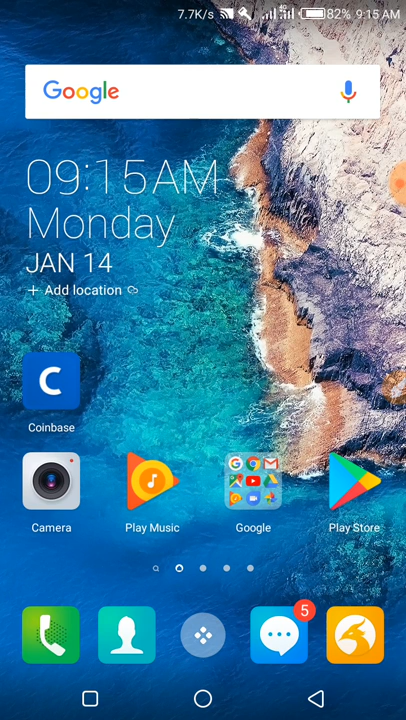 7.7K/s 4G 82% 9:15 AM
Google
09:15AM
Monday
JAN 14
+ Add location
Coinbase
Camera
Play Music
Google
Play Store
5